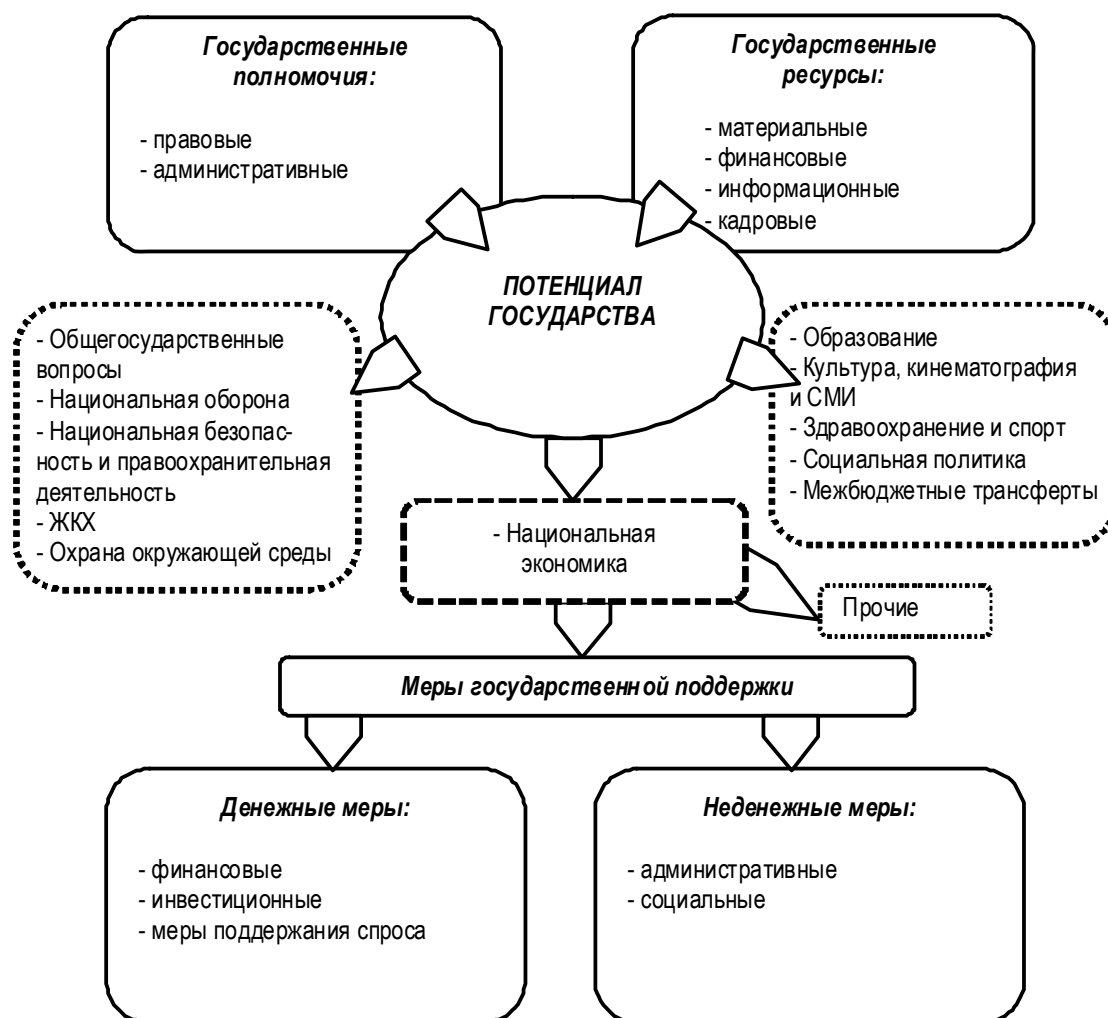 Государственные
полномочия:
- правовые
- административные
Государственные
ресурсы:
- материальные
- финансовые
- информационные
- кадровые
ПОТЕНЦИАЛ
ГОСУДАРСТВА
- Общегосударственные
вопросы
- Национальная оборона
- Национальная безопас-
ность и правоохранительная
деятельность
- ЖКХ
- Охрана окружающей среды
- Образование
- Культура, кинематография
и СМИ
- Здравоохранение и спорт
- Социальная политика
- Межбюджетные трансферты
- Национальная
экономика
Прочие
Меры государственной поддержки
Денежные меры:
- финансовые
- инвестиционные
- меры поддержания спроса
Неденежные меры:
- административные
- социальные